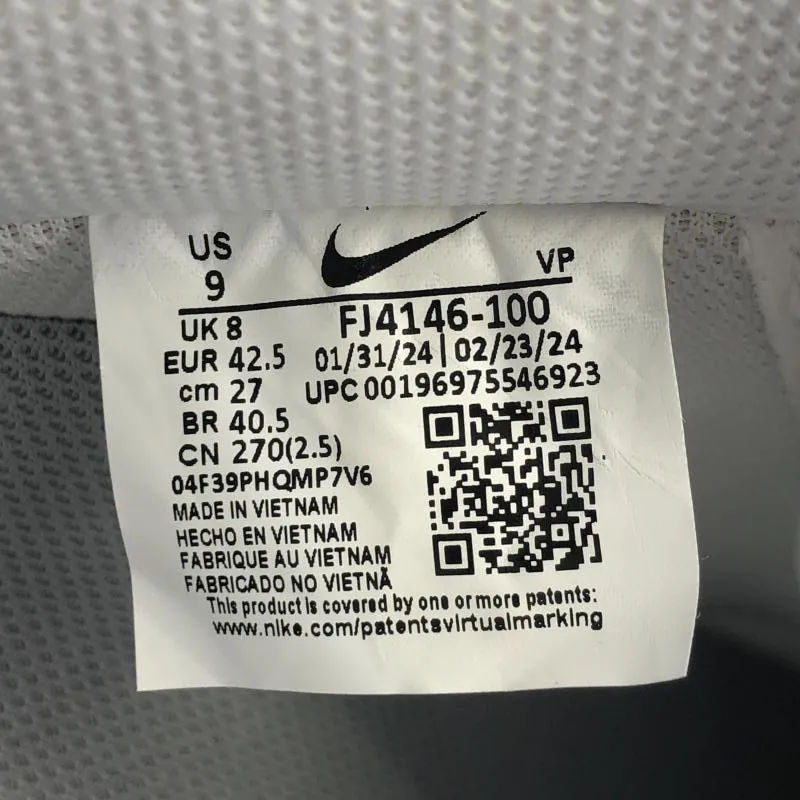 US
9
VP
UK 8
FJ4146-100
EUR 42.5
01/31/24 | 02/23/24
cm 27
UPC 00196975546923
BR 40.5
CN 270(2.5)
04F39PHQMP7V6
MADE IN VIETNAM
HECHO EN VIETNAM
FABRIQUE AU VIETNAM
FABRICADO NO VIETNÃ
This product is covered by one or more patents:
www.nike.com/patentsvirtualmarking